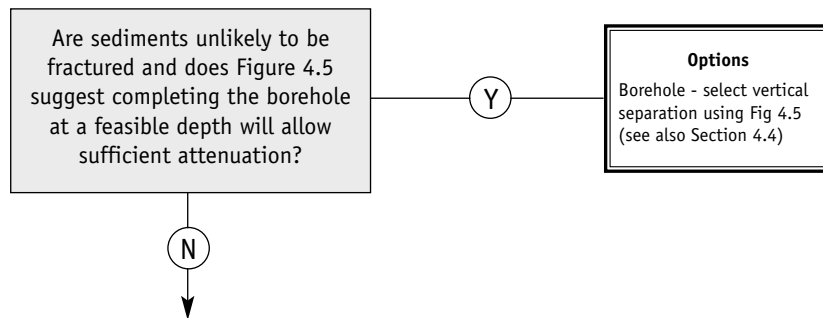 Are sediments unlikely to be
fractured and does Figure 4.5
suggest completing the borehole
at a feasible depth will allow
sufficient attenuation?
Y
Options
Borehole - select vertical
separation using Fig 4.5
(see also Section 4.4)
N